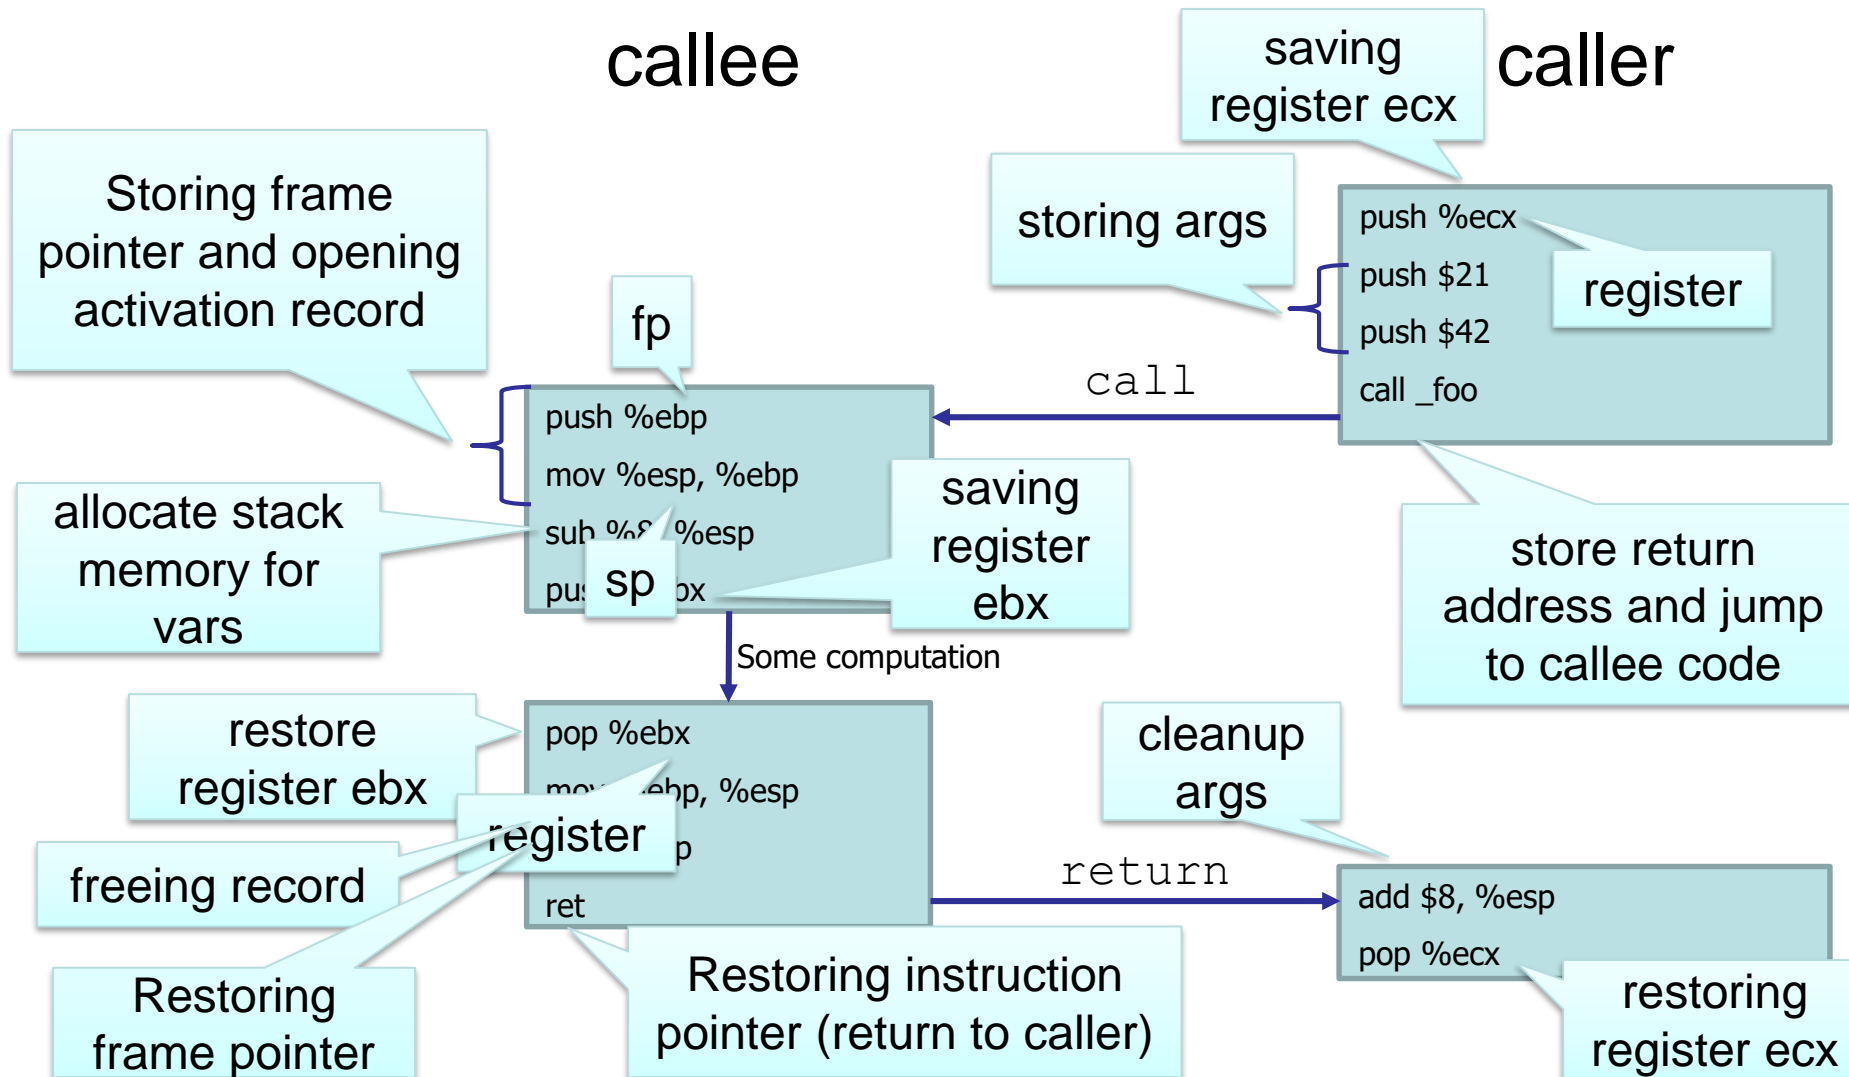 callee
caller
saving
register ecx
Storing frame
pointer and opening
activation record
storing args
push %ecx
push $21
push $42
call _foo
register
fp
call
push %ebp
mov %esp, %ebp
sub %8, %esp
sp
saving
register
ebx
allocate stack
memory for
vars
store return
address and jump
to callee code
Some computation
restore
register ebx
pop %ebx
%esp
register
ret
freeing record
Restoring
frame pointer
Restoring instruction
pointer (return to caller)
return
cleanup
args
add $8, %esp
pop %ecx
restoring
register ecx